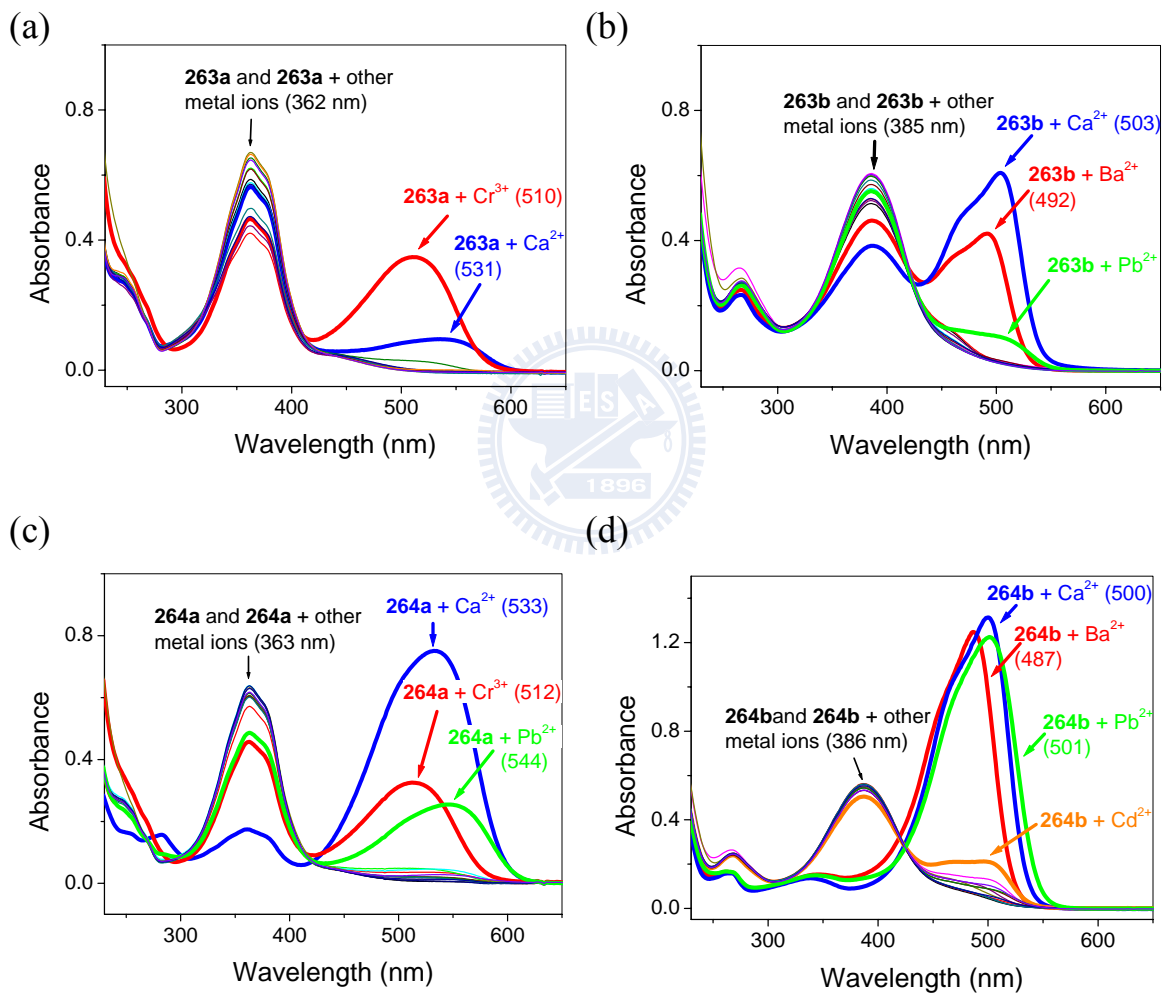 (a)
263a and 263a + other
metal ions (362 nm)
263a + Cr³⁺ (510)
263a + Ca²⁺
(531)
0.8
0.4
0.0
Absorbance
300 400 500 600
Wavelength (nm)
(b)
263b and 263b + other
metal ions (385 nm)
263b + Ca²⁺ (503)
263b + Ba²⁺
(492)
263b + Pb²⁺
0.8
0.4
0.0
Absorbance
300 400 500 600
Wavelength (nm)
ES
1896
(c)
264a and 264a + other
metal ions (363 nm)
264a + Ca²⁺ (533)
264a + Cr³⁺ (512)
264a + Pb²⁺
(544)
0.8
0.4
0.0
Absorbance
300 400 500 600
Wavelength (nm)
(d)
264band 264b + other
metal ions (386 nm)
264b + Ca²⁺ (500)
264b + Ba²⁺
(487)
264b + Pb²⁺
(501)
264b + Cd²⁺
1.2
0.8
0.4
0.0
Absorbance
300 400 500 600
Wavelength (nm)